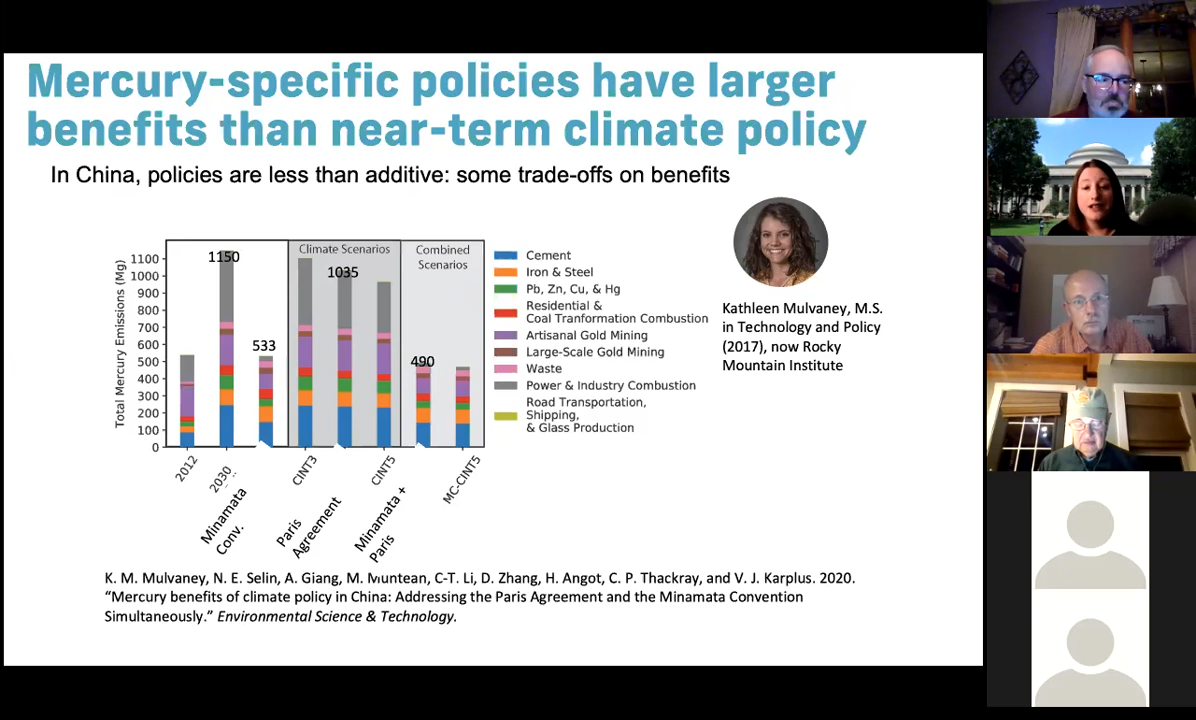 Mercury-specific policies have larger
benefits than near-term climate policy
In China, policies are less than additive: some trade-offs on benefits
Total Mercury Emissions (Mg)
1100
1000
900
800
700
600
500
400
300
200
100
0
1150
533
Climate Scenarios
1035
Combined
Scenarios
490
2012
2030
Minamata
Conv.
CINT3
Paris
Agreement
CINT5
Minamata +
Paris
MC-CINT5
Cement
Iron & Steel
Pb, Zn, Cu, & Hg
Residential &
Coal Tranformation Combustion
Artisanal Gold Mining
Large-Scale Gold Mining
Waste
Power & Industry Combustion
Road Transportation,
Shipping,
& Glass Production
Kathleen Mulvaney, M.S.
in Technology and Policy
(2017), now Rocky
Mountain Institute
K. M. Mulvaney, N. E. Selin, A. Giang, M. Muntean, C-T. Li, D. Zhang, H. Angot, C. P. Thackray, and V. J. Karplus. 2020.
“Mercury benefits of climate policy in China: Addressing the Paris Agreement and the Minamata Convention
Simultaneously.” Environmental Science & Technology.